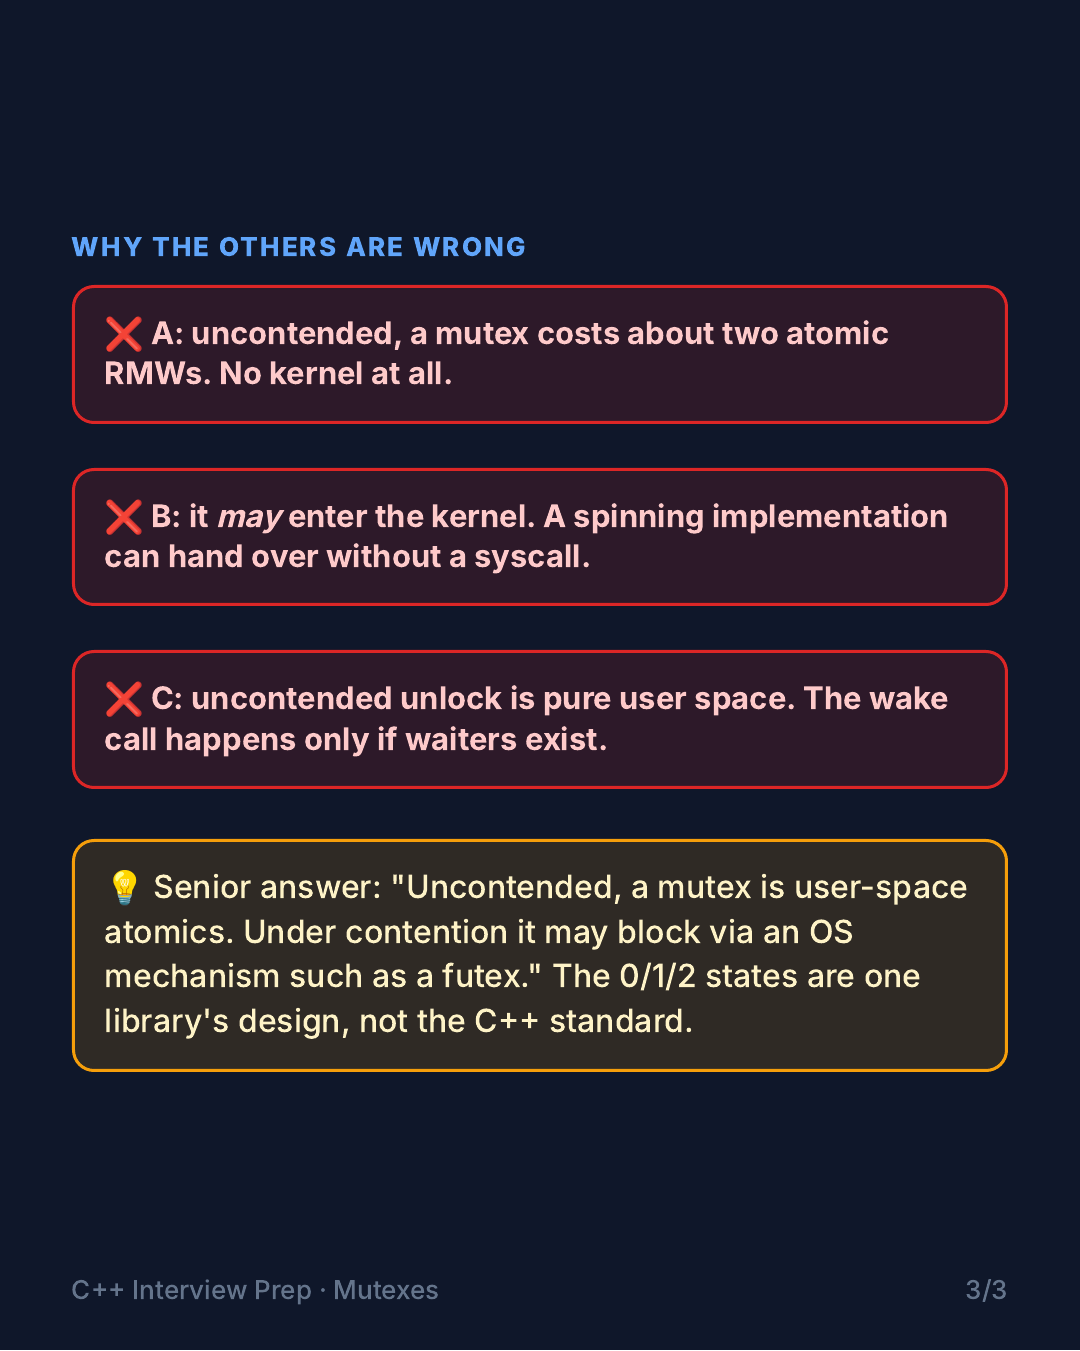 WHY THE OTHERS ARE WRONG
❌ A: uncontended, a mutex costs about two atomic
RMWs. No kernel at all.
❌ B: it may enter the kernel. A spinning implementation
can hand over without a syscall.
❌ C: uncontended unlock is pure user space. The wake
call happens only if waiters exist.
💡 Senior answer: "Uncontended, a mutex is user-space
atomics. Under contention it may block via an OS
mechanism such as a futex." The 0/1/2 states are one
library's design, not the C++ standard.
C++ Interview Prep · Mutexes
3/3